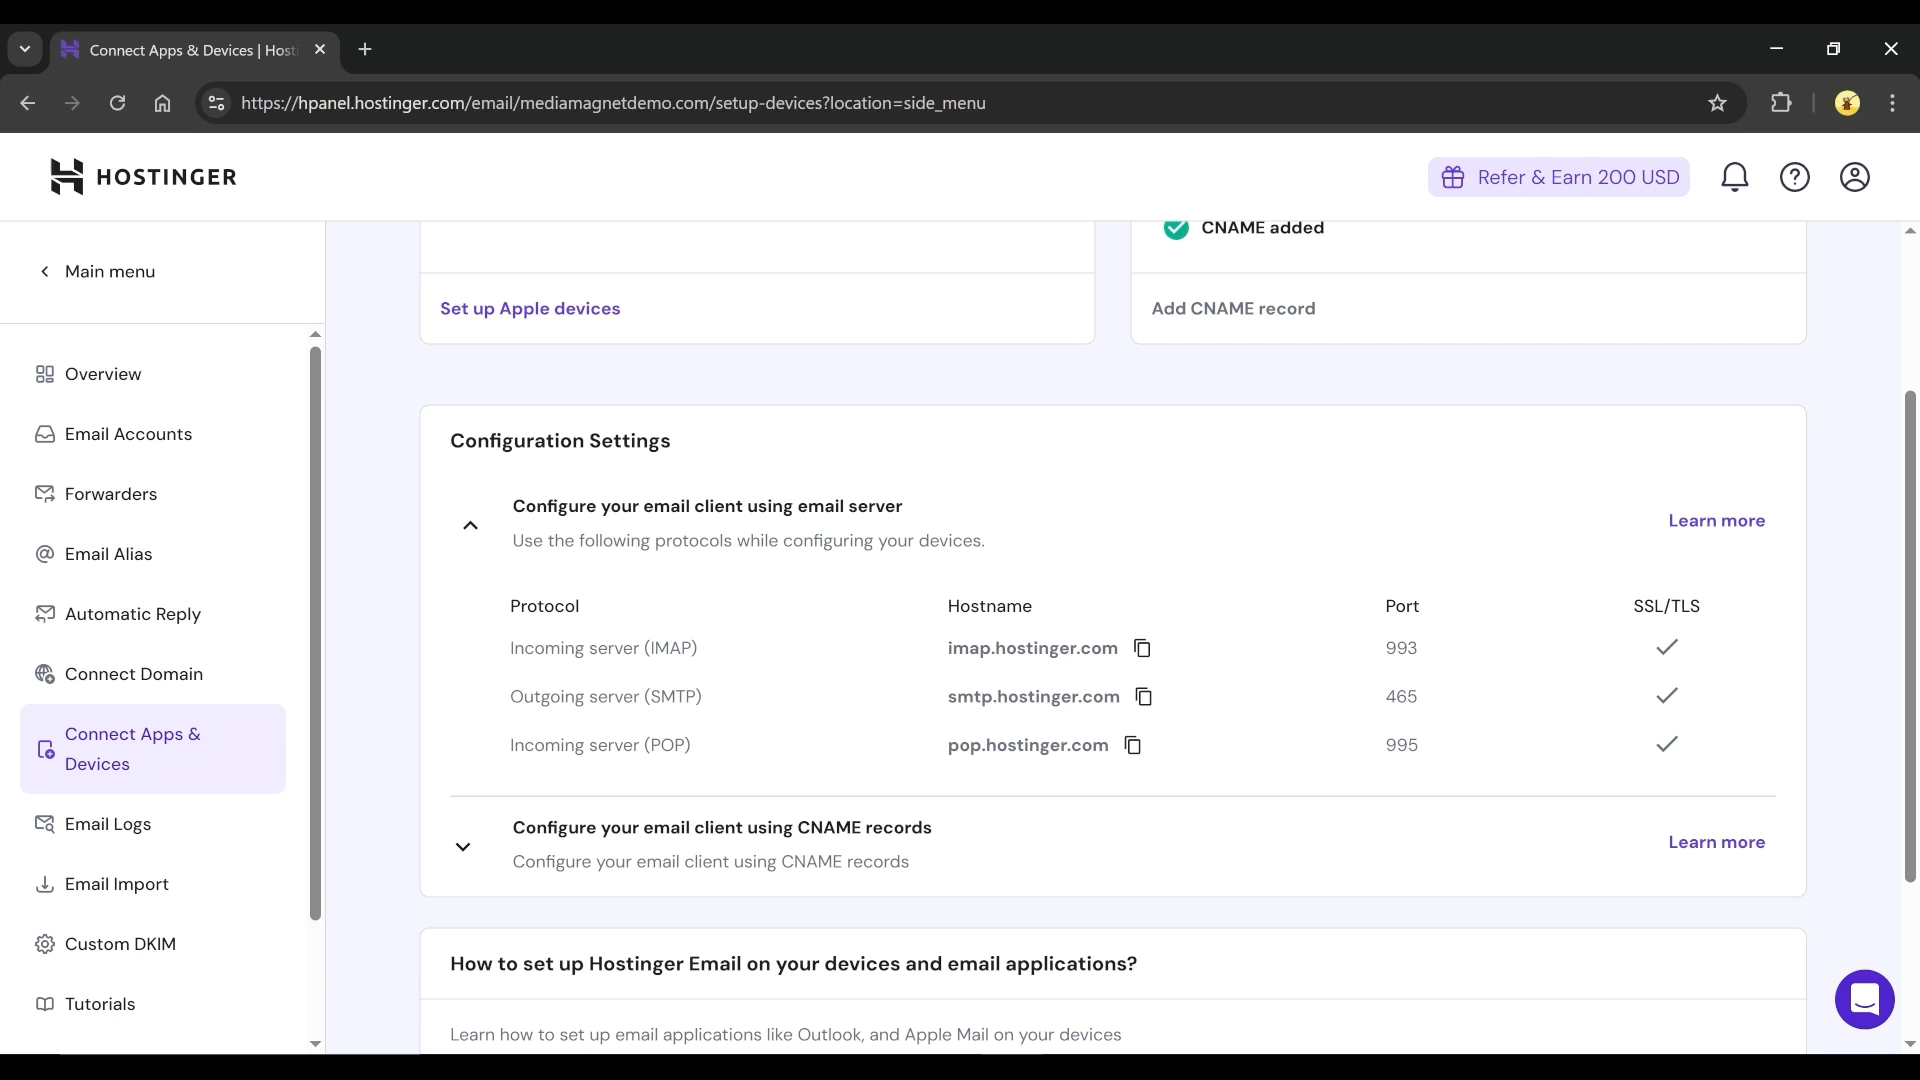 Connect Apps & Devices | Hosti
https://hpanel.hostinger.com/email/mediamagnetdemo.com/setup-devices?location=side_menu
HOSTINGER
Refer & Earn 200 USD
Main menu
Overview
Email Accounts
Forwarders
Email Alias
Automatic Reply
Connect Domain
Connect Apps &
Devices
Email Logs
Email Import
Custom DKIM
Tutorials
CNAME added
Set up Apple devices
Add CNAME record
Configuration Settings
Configure your email client using email server
Use the following protocols while configuring your devices.
Learn more
Protocol Hostname Port SSL/TLS
Incoming server (IMAP) imap.hostinger.com 993
Outgoing server (SMTP) smtp.hostinger.com 465
Incoming server (POP) pop.hostinger.com 995
Configure your email client using CNAME records
Configure your email client using CNAME records
Learn more
How to set up Hostinger Email on your devices and email applications?
Learn how to set up email applications like Outlook, and Apple Mail on your devices